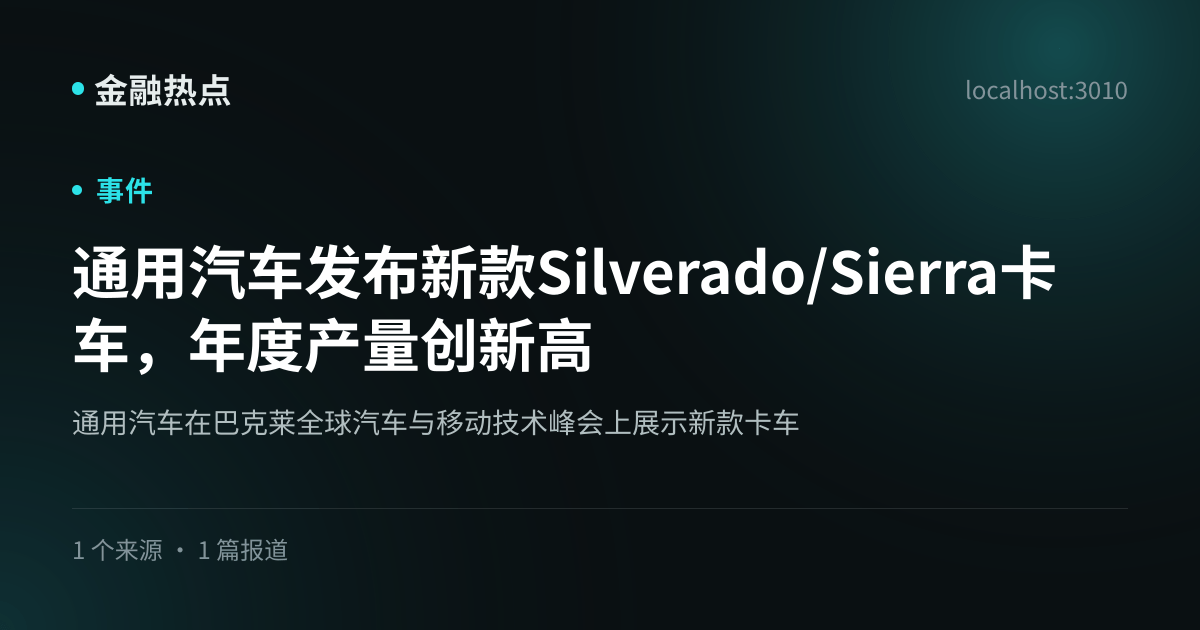 金融热点
localhost:3010
事件
通用汽车发布新款Silverado/Sierra卡
车，年度产量创新高
通用汽车在巴克莱全球汽车与移动技术峰会上展示新款卡车
1 个来源 · 1 篇报道